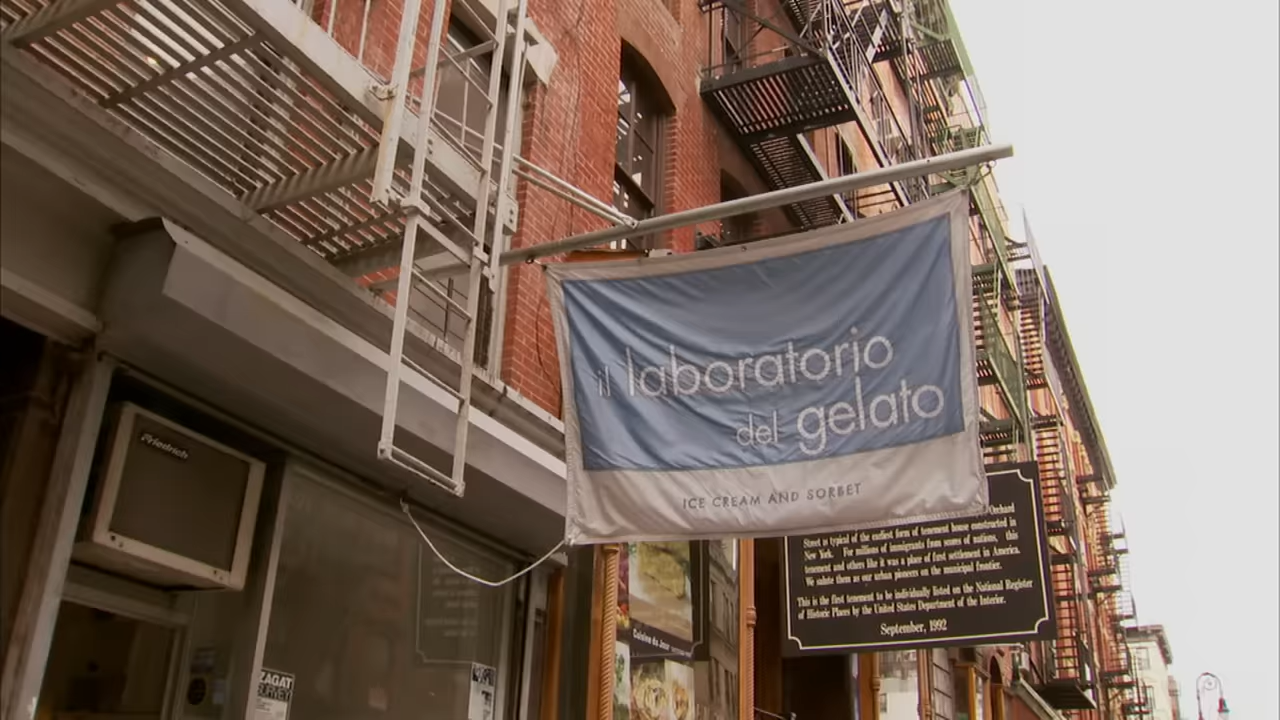 Friedrich
il laboratorio
del gelato
ICE CREAM AND SORBET
Orchard
Street is typical of the earliest form of tenement house constructed in
New York. For millions of immigrants from scores of nations, this
tenement and others like it was a place of first settlement in America.
We salute them as our urban pioneers on the municipal frontier.
This is the first tenement to be individually listed on the National Register
of Historic Places by the United States Department of the Interior.
September, 1992
Cuisine du Jour
ZAGAT
SURVEY